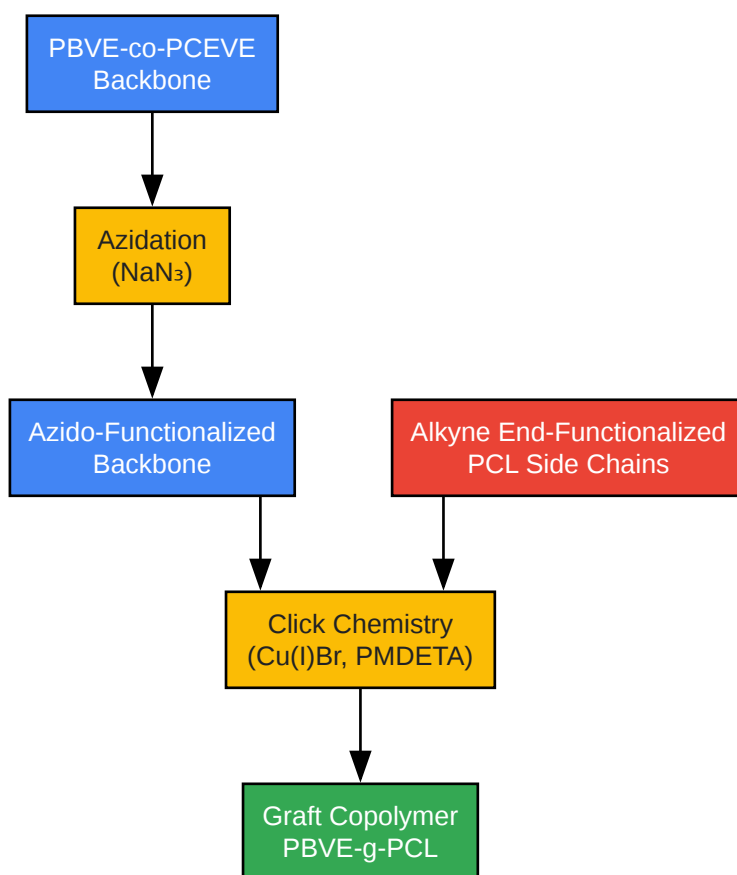 PBVE-co-PCEVE
Backbone
Azidation
(NaN₃)
Azido-Functionalized
Backbone
Alkyne End-Functionalized
PCL Side Chains
Click Chemistry
(Cu(I)Br, PMDETA)
Graft Copolymer
PBVE-g-PCL